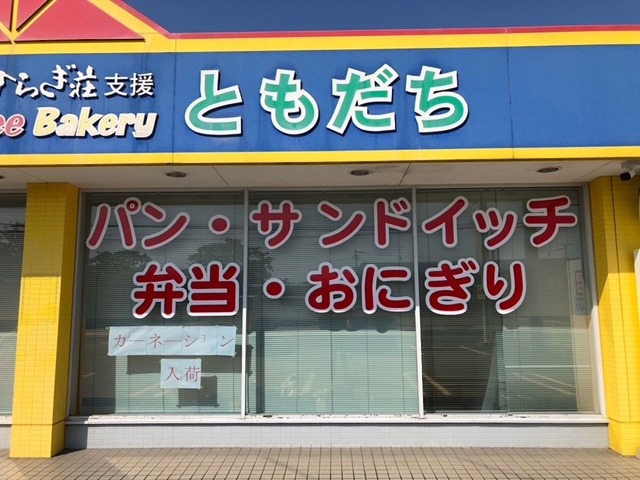 らぎ荘 支援
Bakery
ともだち
パン・サンドイッチ
弁当・おにぎり
カーネーション
入荷